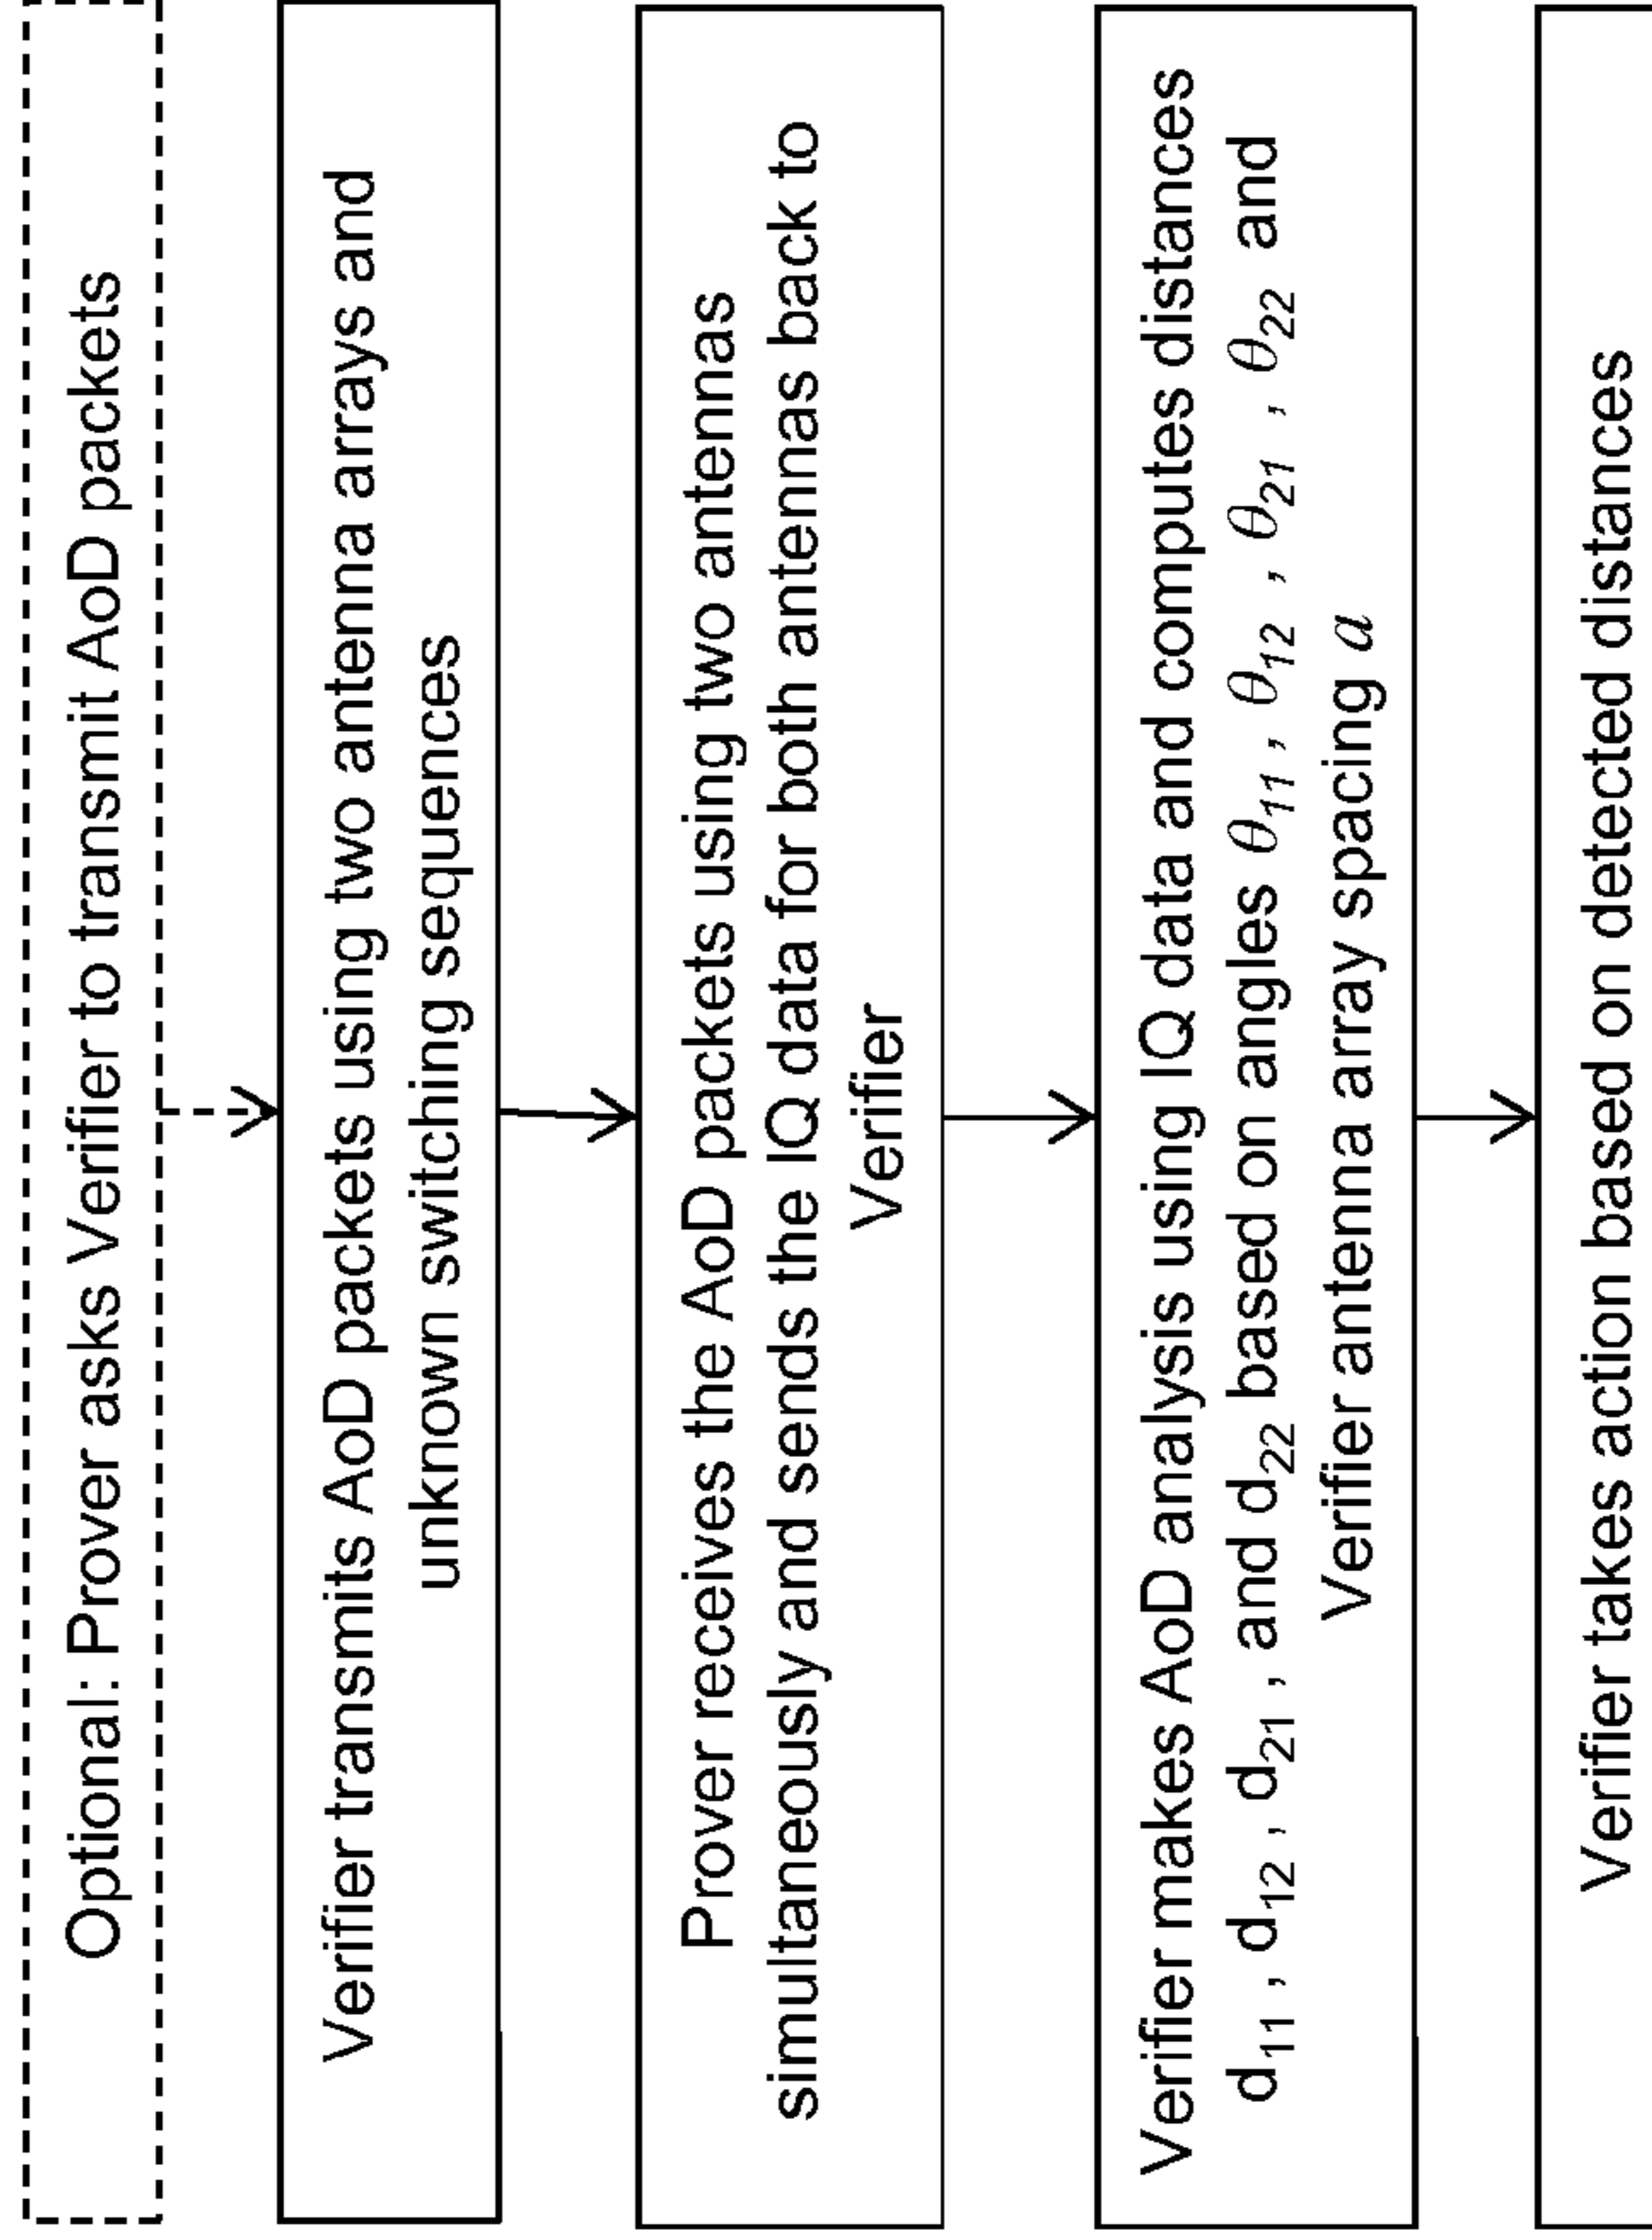 Optional: Prover asks Verifier to transmit AoD packets
Verifier transmits AoD packets using two antenna arrays and
unknown switching sequences
Prover receives the AoD packets using two antennas
simultaneously and sends the IQ data for both antennas back to
Verifier
Verifier makes AoD analysis using IQ data and computes distances
d₁₁ , d₁₂ , d₂₁ , and d₂₂ based on angles θ₁₁ , θ₁₂ , θ₂₁ , θ₂₂ and
Verifier antenna array spacing a
Verifier takes action based on detected distances